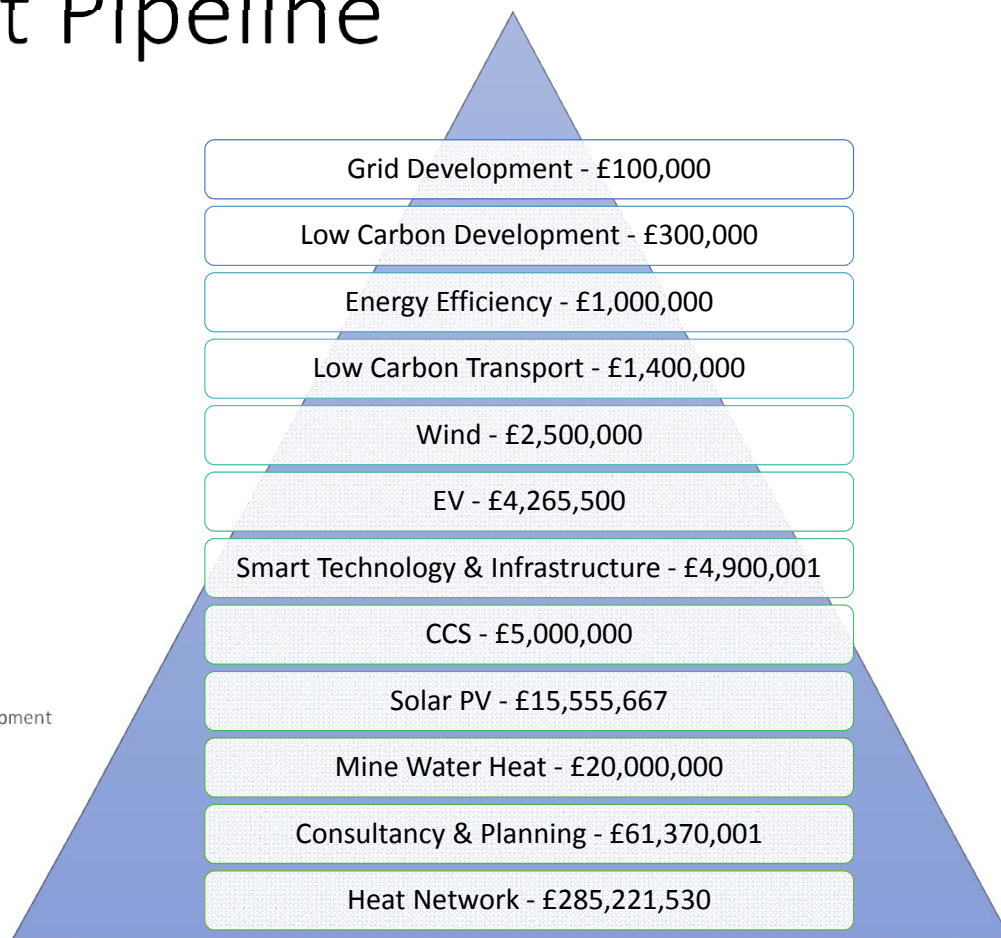 t Pipeline
Grid Development - £100,000
Low Carbon Development - £300,000
Energy Efficiency - £1,000,000
Low Carbon Transport - £1,400,000
Wind - £2,500,000
EV - £4,265,500
Smart Technology & Infrastructure - £4,900,001
CCS - £5,000,000
Solar PV - £15,555,667
pment
Mine Water Heat - £20,000,000
Consultancy & Planning - £61,370,001
Heat Network - £285,221,530